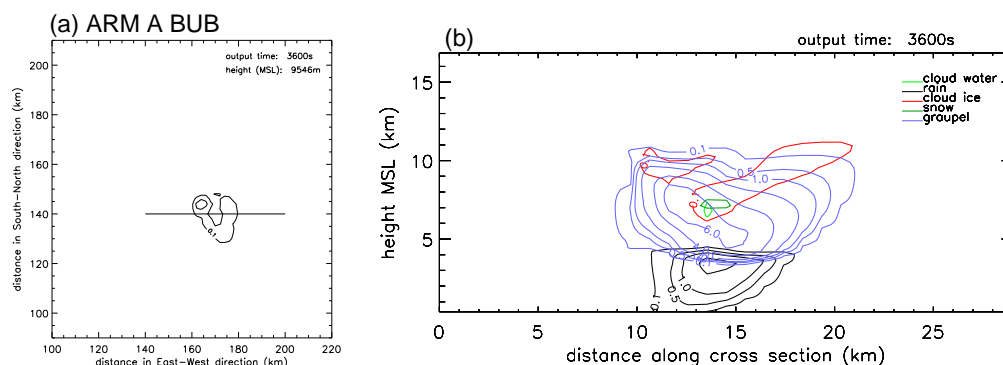 (a) ARM A BUB
output time: 3600s
height (MSL): 9546m
distance in South-North direction (km)
210
200
180
160
140
120
100
90
0.1
100 120 140 160 180 200 220
distance in East-West direction (km)
(b)
output time: 3600s
cloud water
rain
cloud ice
snow
graupel
height MSL (km)
15
10
5
0
0.1
0.5
1.0
6.0
0.1
0.5
1.0
0 5 10 15 20 25
distance along cross section (km)